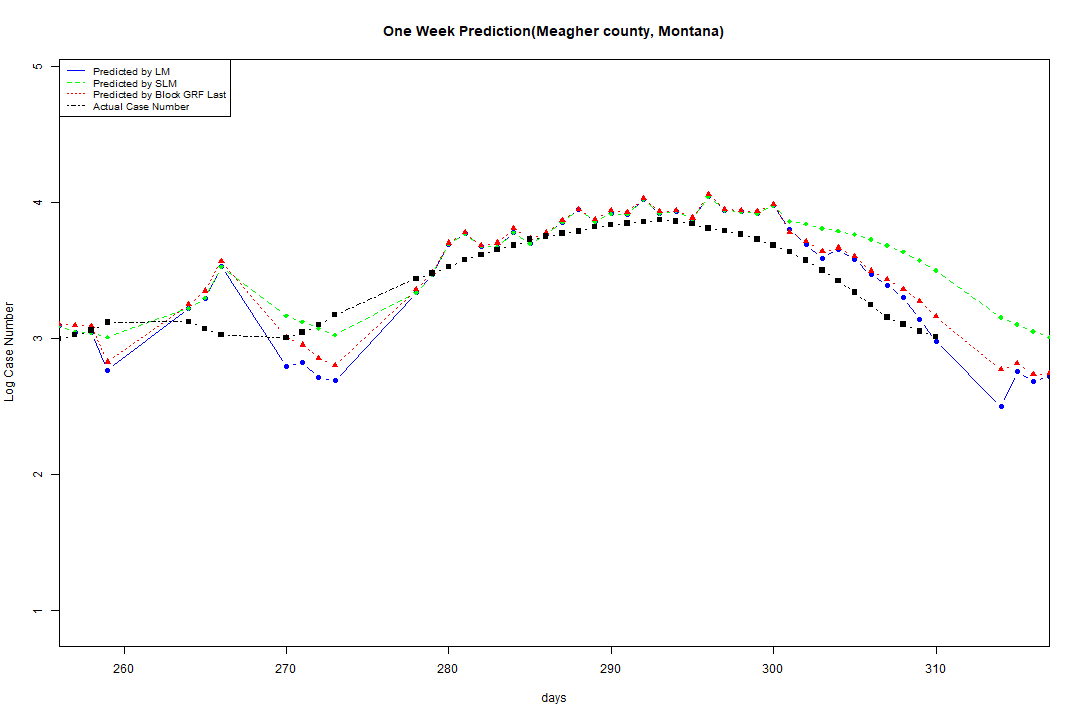 One Week Prediction(Meagher county, Montana)
Predicted by LM
Predicted by SLM
Predicted by Block GRF Last
Actual Case Number
5
4
3
2
1
Log Case Number
260 270 280 290 300 310
days